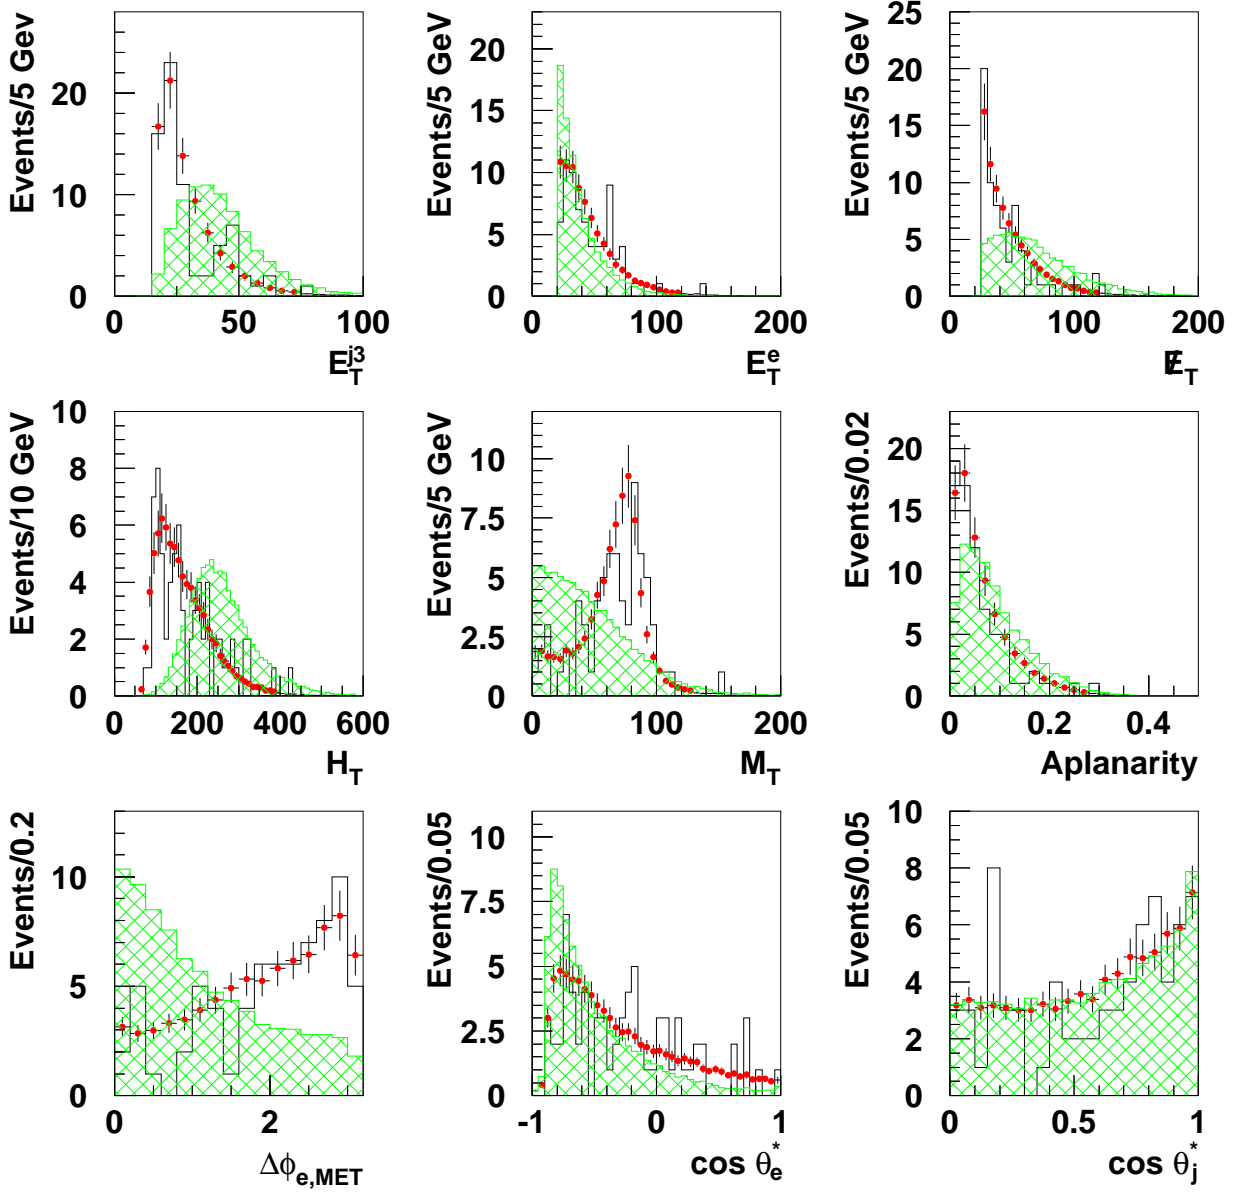 Events/5 GeV
20
10
0
0 50 100
E_T^{j3}
Events/5 GeV
20
15
10
5
0
0 100 200
E_T^e
Events/5 GeV
25
20
15
10
5
0
0 100 200
E̸_T
Events/10 GeV
10
8
6
4
2
0
0 200 400 600
H_T
Events/5 GeV
10
7.5
5
2.5
0
0 100 200
M_T
Events/0.02
20
15
10
5
0
0 0.2 0.4
Aplanarity
Events/0.2
10
5
0
0 2
Δϕ_{e,MET}
Events/0.05
10
7.5
5
2.5
0
-1 0 1
cos θ_e^*
Events/0.05
10
8
6
4
2
0
0 0.5 1
cos θ_j^*